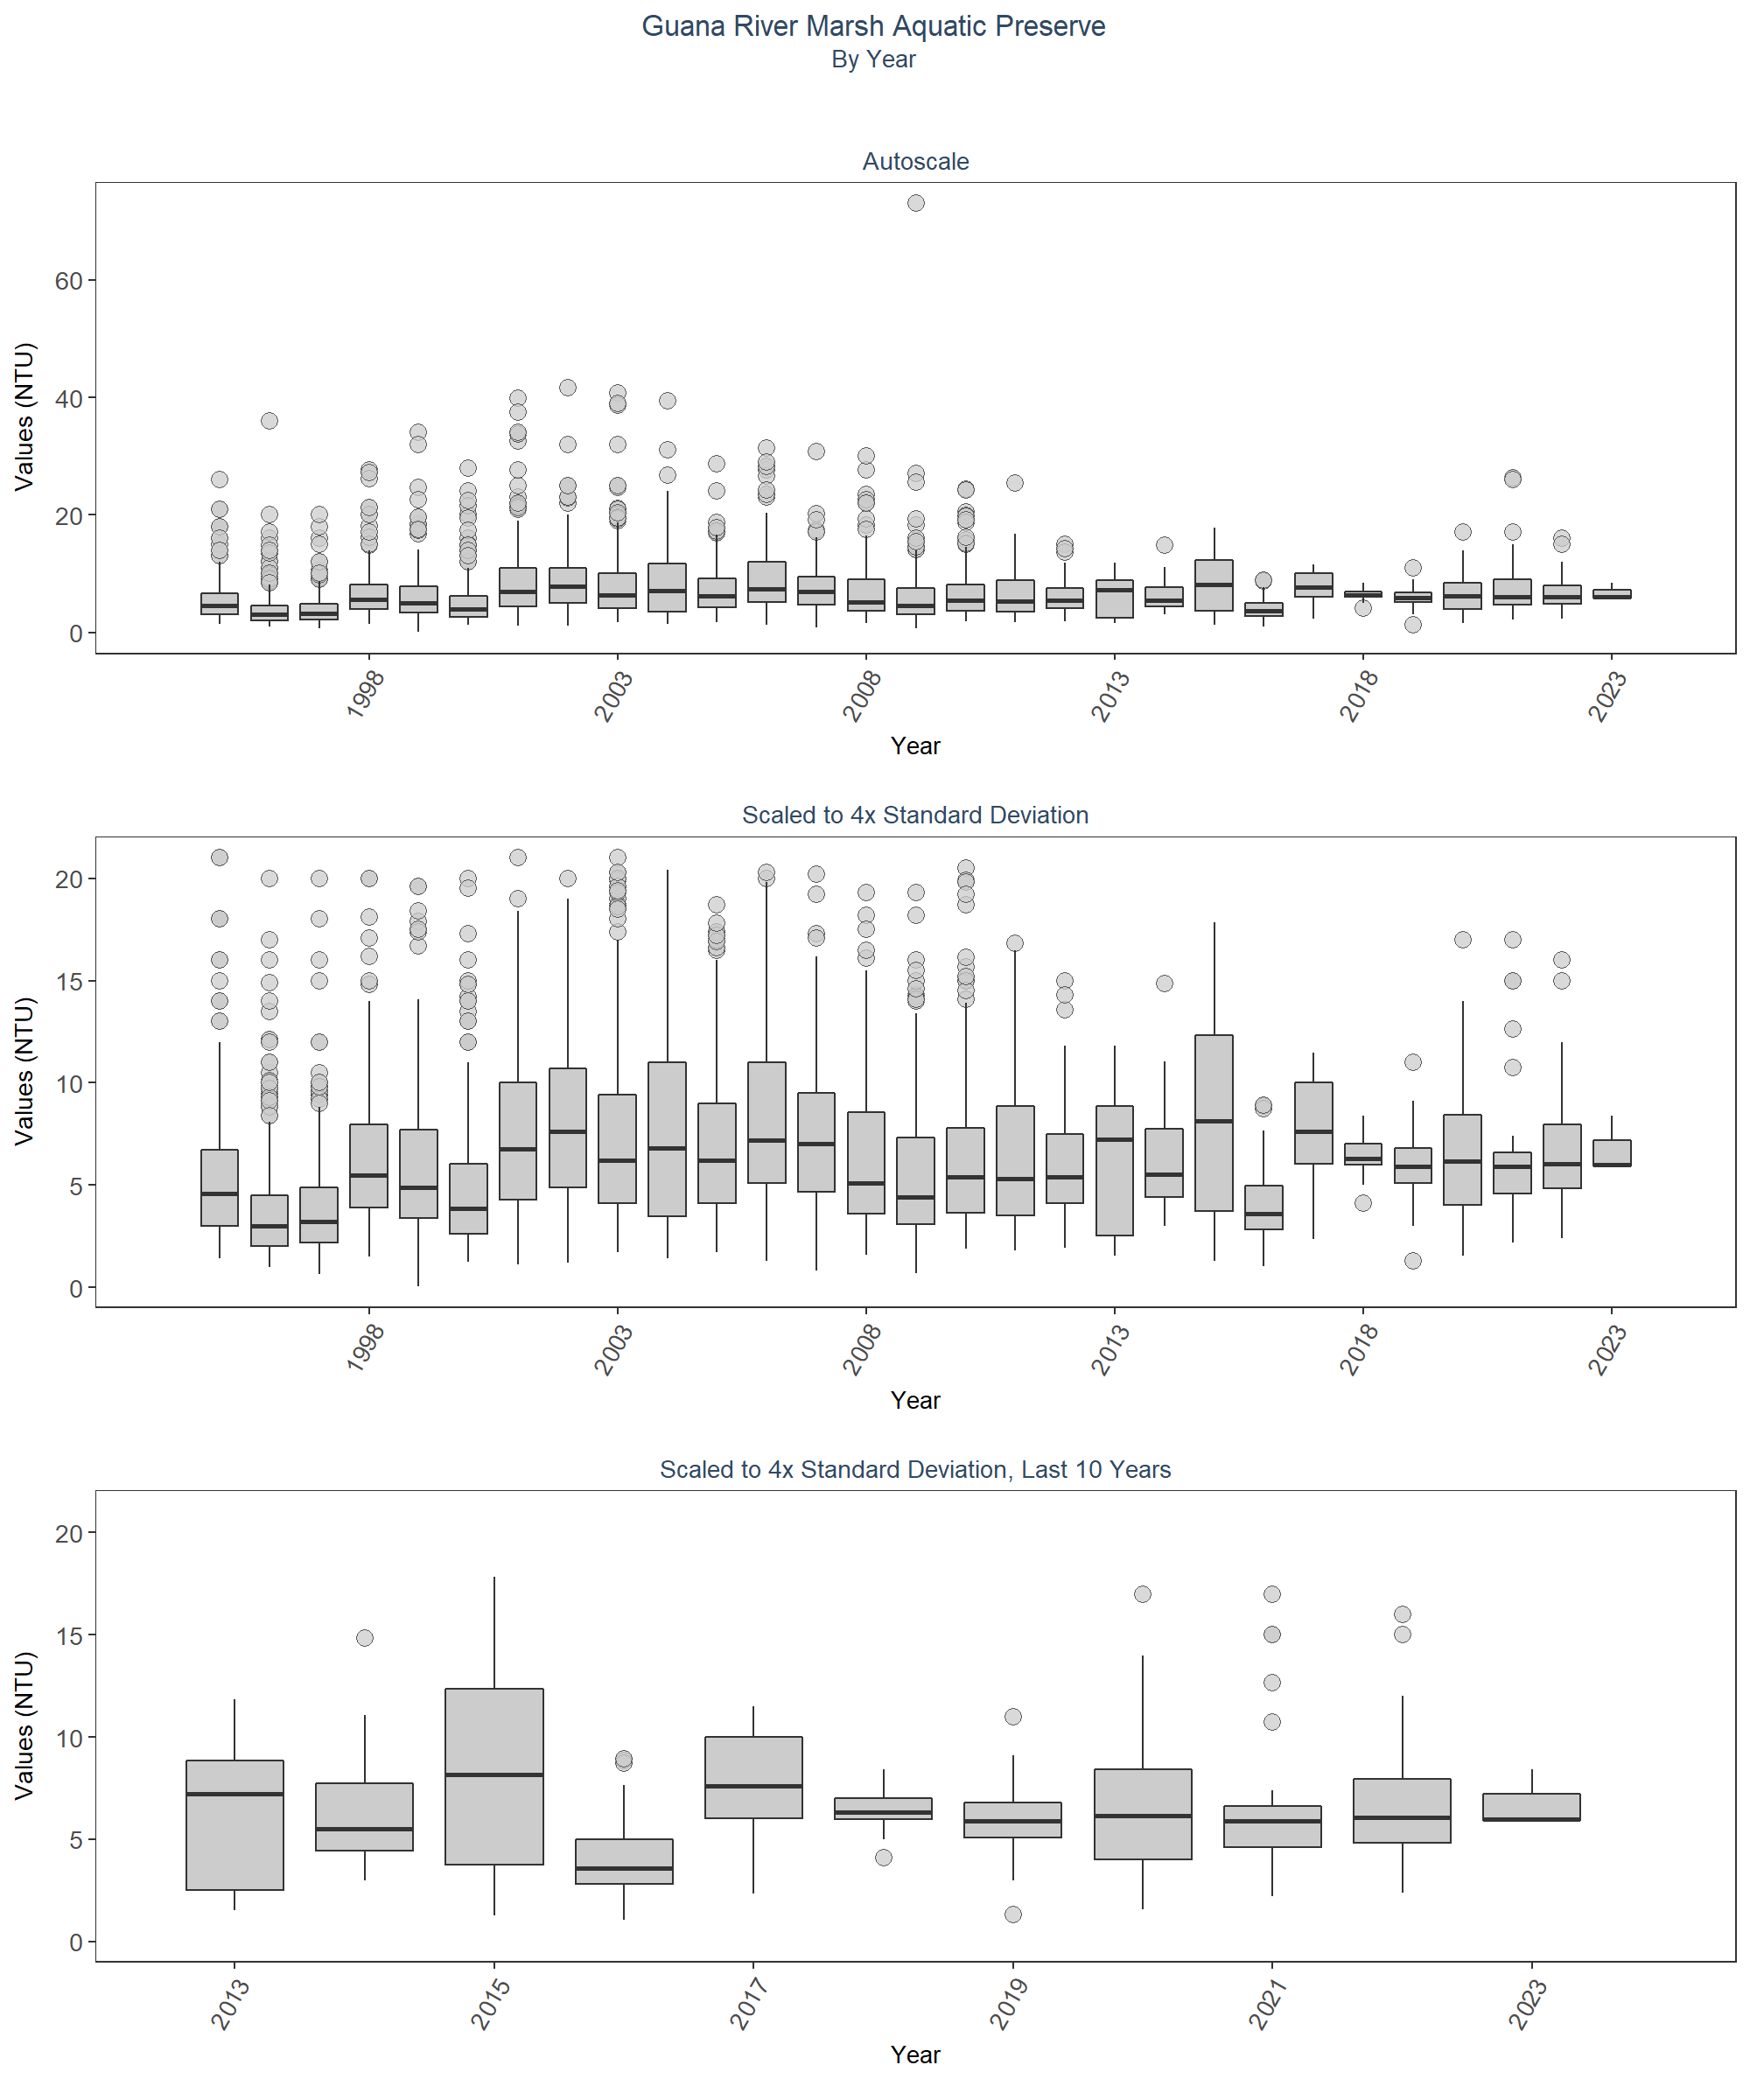 Guana River Marsh Aquatic Preserve
By Year
Autoscale
Values (NTU)
60
40
20
0
1998 2003 2008 2013 2018 2023
Year
Scaled to 4x Standard Deviation
Values (NTU)
20
15
10
5
0
1998 2003 2008 2013 2018 2023
Year
Scaled to 4x Standard Deviation, Last 10 Years
Values (NTU)
20
15
10
5
0
2013 2015 2017 2019 2021 2023
Year